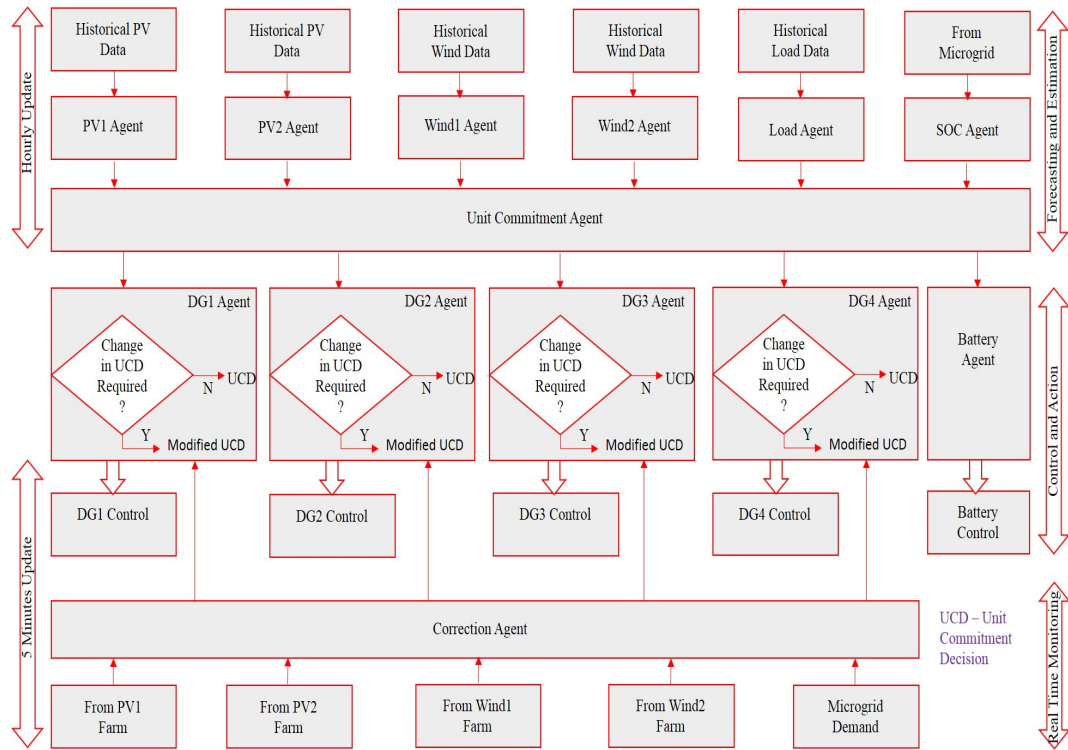 Historical PV
Data
Historical PV
Data
Historical
Wind Data
Historical
Wind Data
Historical
Load Data
From
Microgrid
Hourly Update
Forecasting and Estimation
PV1 Agent
PV2 Agent
Wind1 Agent
Wind2 Agent
Load Agent
SOC Agent
Unit Commitment Agent
DG1 Agent
Change
in UCD
Required
?
N
UCD
Y
Modified UCD
DG2 Agent
Change
in UCD
Required
?
N
UCD
Y
Modified UCD
DG3 Agent
Change
in UCD
Required
?
N
UCD
Y
Modified UCD
DG4 Agent
Change
in UCD
Required
?
N
UCD
Y
Modified UCD
Battery
Agent
Control and Action
5 Minutes Update
DG1 Control
DG2 Control
DG3 Control
DG4 Control
Battery
Control
Correction Agent
UCD – Unit
Commitment
Decision
Real Time Monitoring
From PV1
Farm
From PV2
Farm
From Wind1
Farm
From Wind2
Farm
Microgrid
Demand